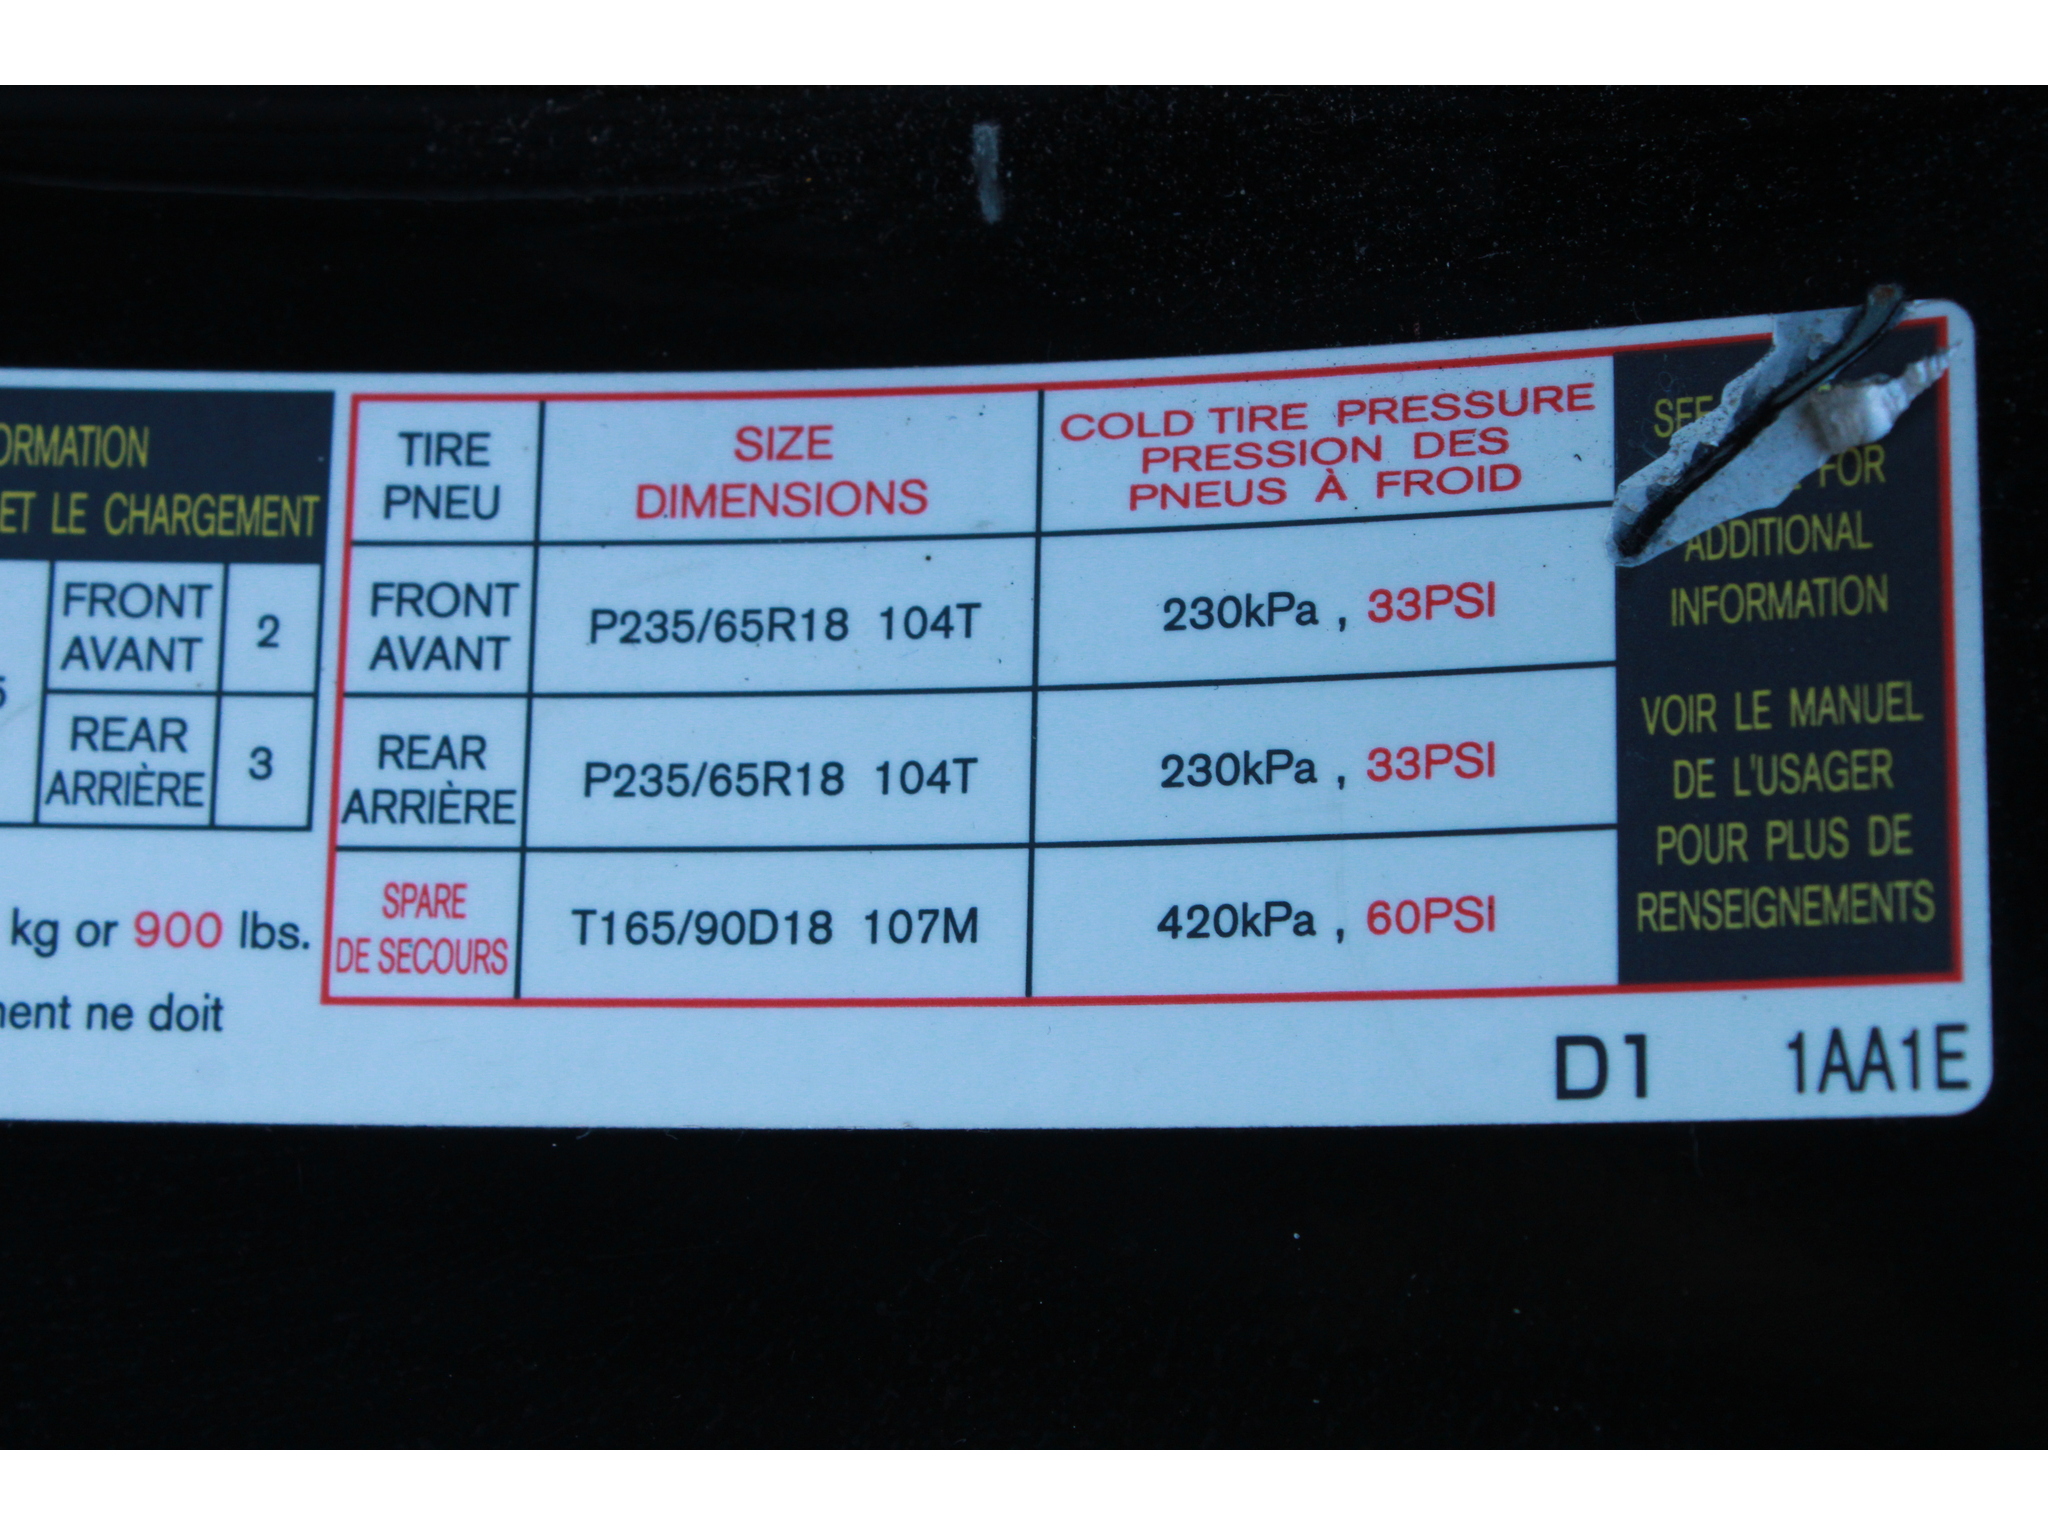 ORMATION
ET LE CHARGEMENT
FRONT
AVANT
2
REAR
ARRIÈRE
3
kg or 900 lbs.
ment ne doit
TIRE
PNEU
SIZE
DIMENSIONS
COLD TIRE PRESSURE
PRESSION DES
PNEUS À FROID
FRONT
AVANT
P235/65R18 104T
230kPa , 33PSI
REAR
ARRIÈRE
P235/65R18 104T
230kPa , 33PSI
SPARE
DE SECOURS
T165/90D18 107M
420kPa , 60PSI
SEE
FOR
ADDITIONAL
INFORMATION
VOIR LE MANUEL
DE L'USAGER
POUR PLUS DE
RENSEIGNEMENTS
D1 1AA1E